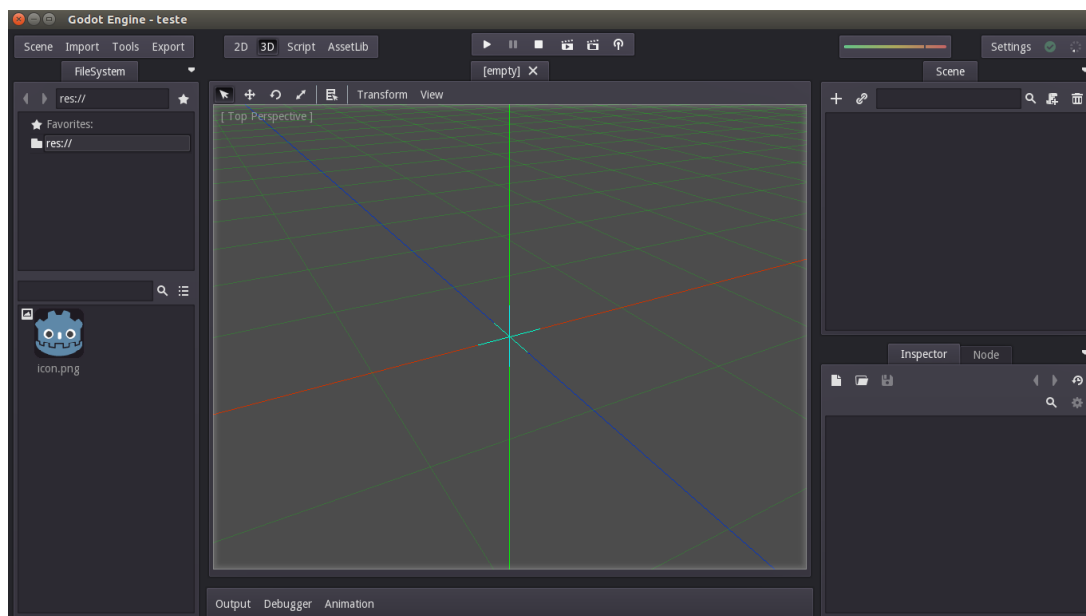 Godot Engine - teste
Scene Import Tools Export 2D 3D Script AssetLib Settings
FileSystem [empty] Scene
res:// Transform View
[ Top Perspective ]
Favorites:
res://
icon.png
Inspector Node
Output Debugger Animation